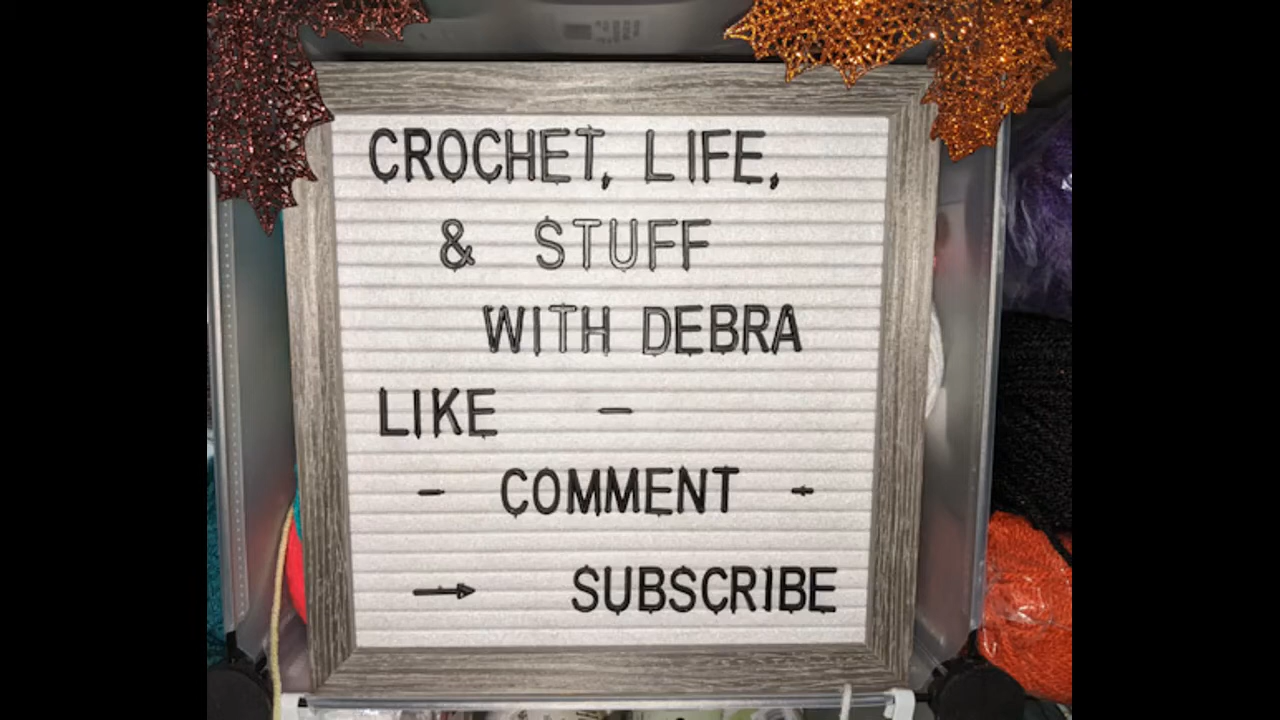 CROCHET, LIFE,
& STUFF
WITH DEBRA
LIKE -
- COMMENT -
→ SUBSCRIBE